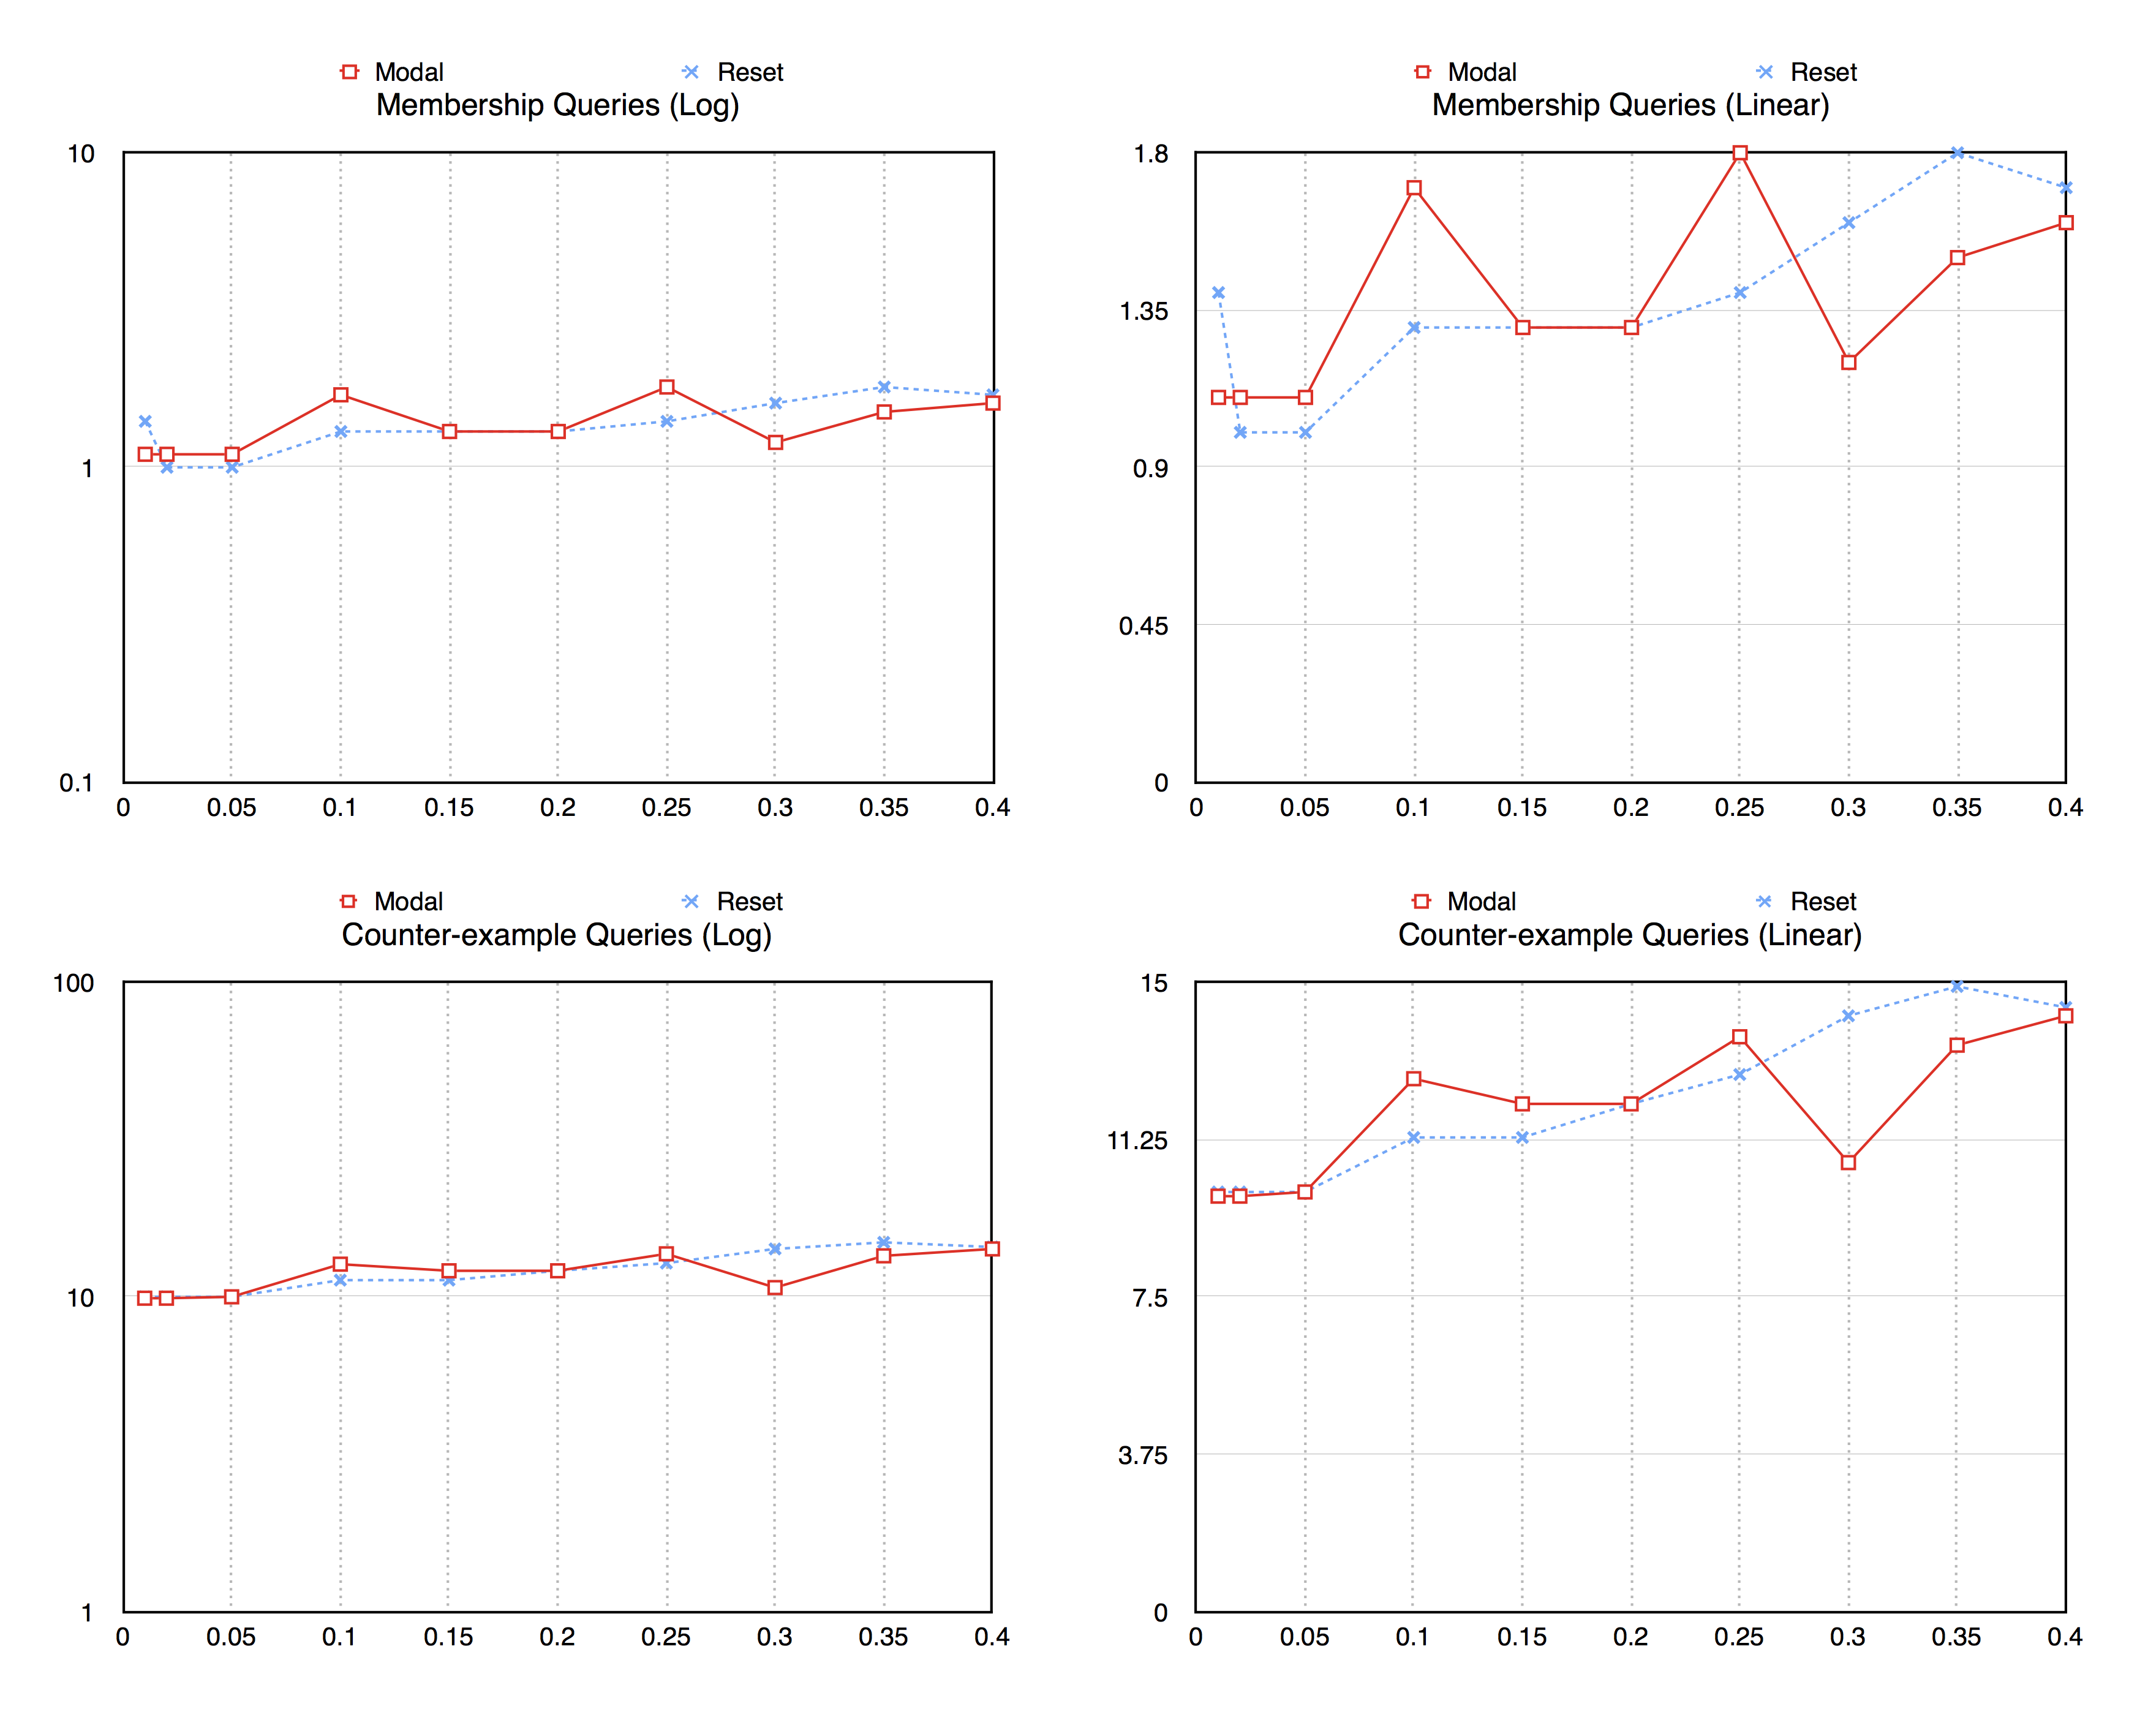 Modal Reset
Membership Queries (Log)
10
1
0.1
0 0.05 0.1 0.15 0.2 0.25 0.3 0.35 0.4
Modal Reset
Membership Queries (Linear)
1.8
1.35
0.9
0.45
0
0 0.05 0.1 0.15 0.2 0.25 0.3 0.35 0.4
Modal Reset
Counter-example Queries (Log)
100
10
1
0 0.05 0.1 0.15 0.2 0.25 0.3 0.35 0.4
Modal Reset
Counter-example Queries (Linear)
15
11.25
7.5
3.75
0
0 0.05 0.1 0.15 0.2 0.25 0.3 0.35 0.4